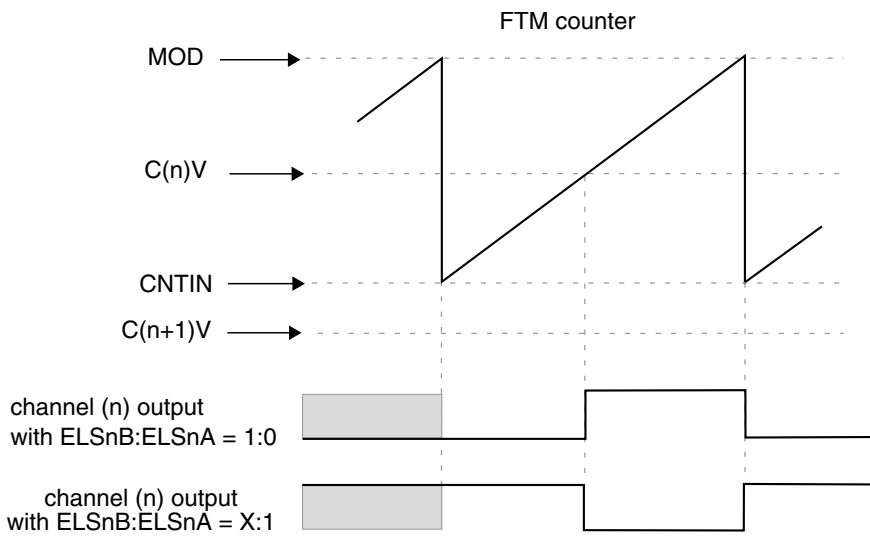 FTM counter
MOD
C(n)V
CNTIN
C(n+1)V
channel (n) output
with ELSnB:ELSnA = 1:0
channel (n) output
with ELSnB:ELSnA = X:1